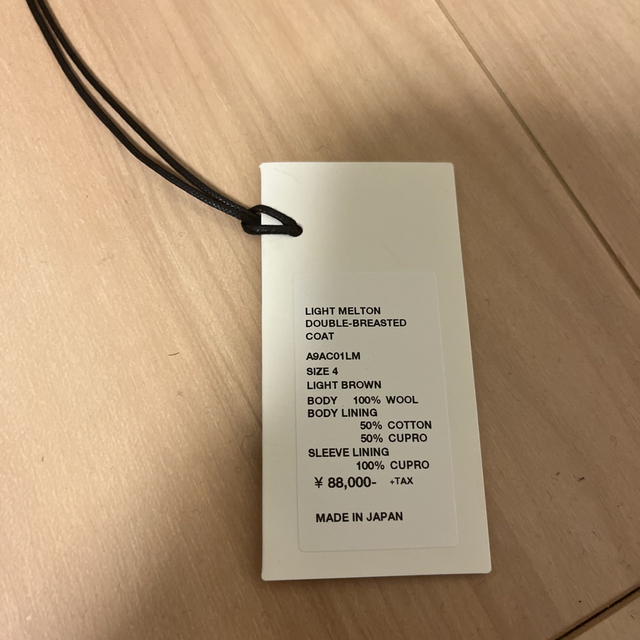 LIGHT MELTON
DOUBLE-BREASTED
COAT
A9AC01LM
SIZE 4
LIGHT BROWN
BODY 100% WOOL
BODY LINING
50% COTTON
50% CUPRO
SLEEVE LINING
100% CUPRO
¥ 88,000- +TAX
MADE IN JAPAN